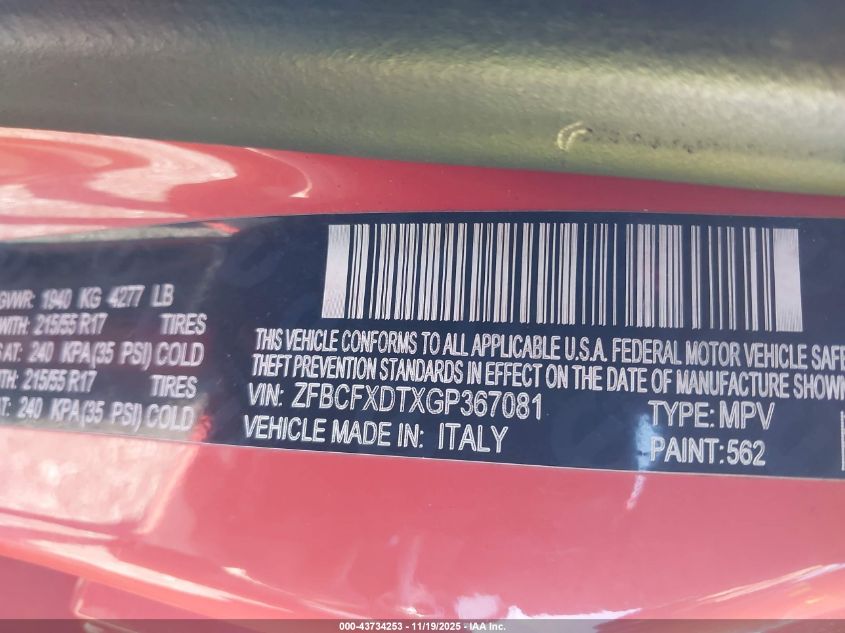 GVWR: 1940 KG 4277 LB
WITH: 215/55 R17 TIRES
S AT: 240 KPA(35 PSI) COLD
TH: 215/55 R17 TIRES
AT: 240 KPA(35 PSI) COLD
THIS VEHICLE CONFORMS TO ALL APPLICABLE U.S.A. FEDERAL MOTOR VEHICLE SAFE
THEFT PREVENTION STANDARDS IN EFFECT ON THE DATE OF MANUFACTURE SHOWN
VIN: ZFBCFXDTXGP367081 TYPE: MPV
VEHICLE MADE IN: ITALY PAINT: 562
000-43734253 - 11/19/2025 - IAA, Inc.